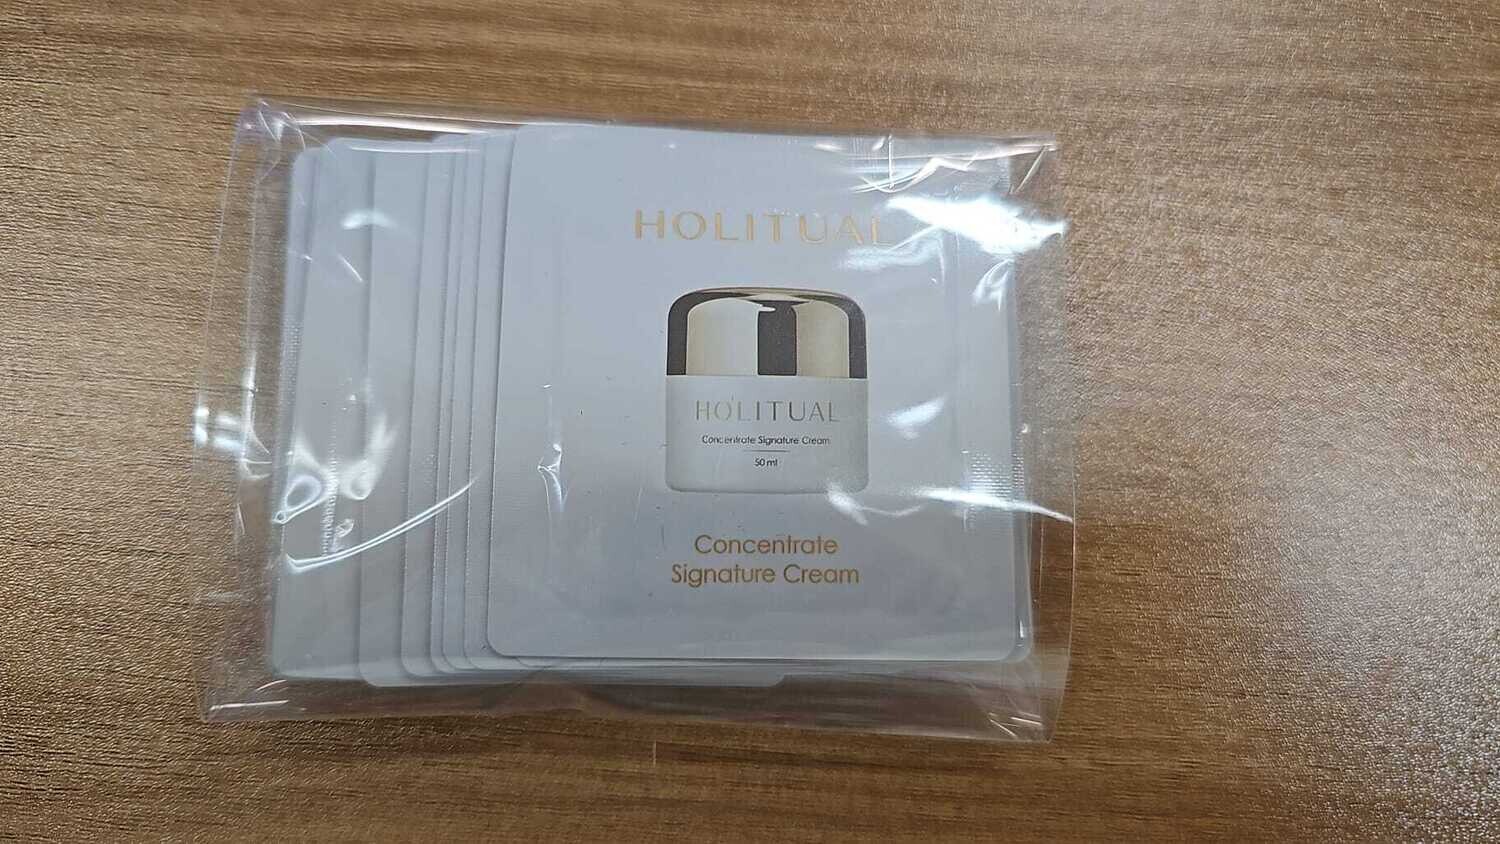 HOLITUAL
HOLITUAL
Concentrate Signature Cream
50 ml
Concentrate
Signature Cream